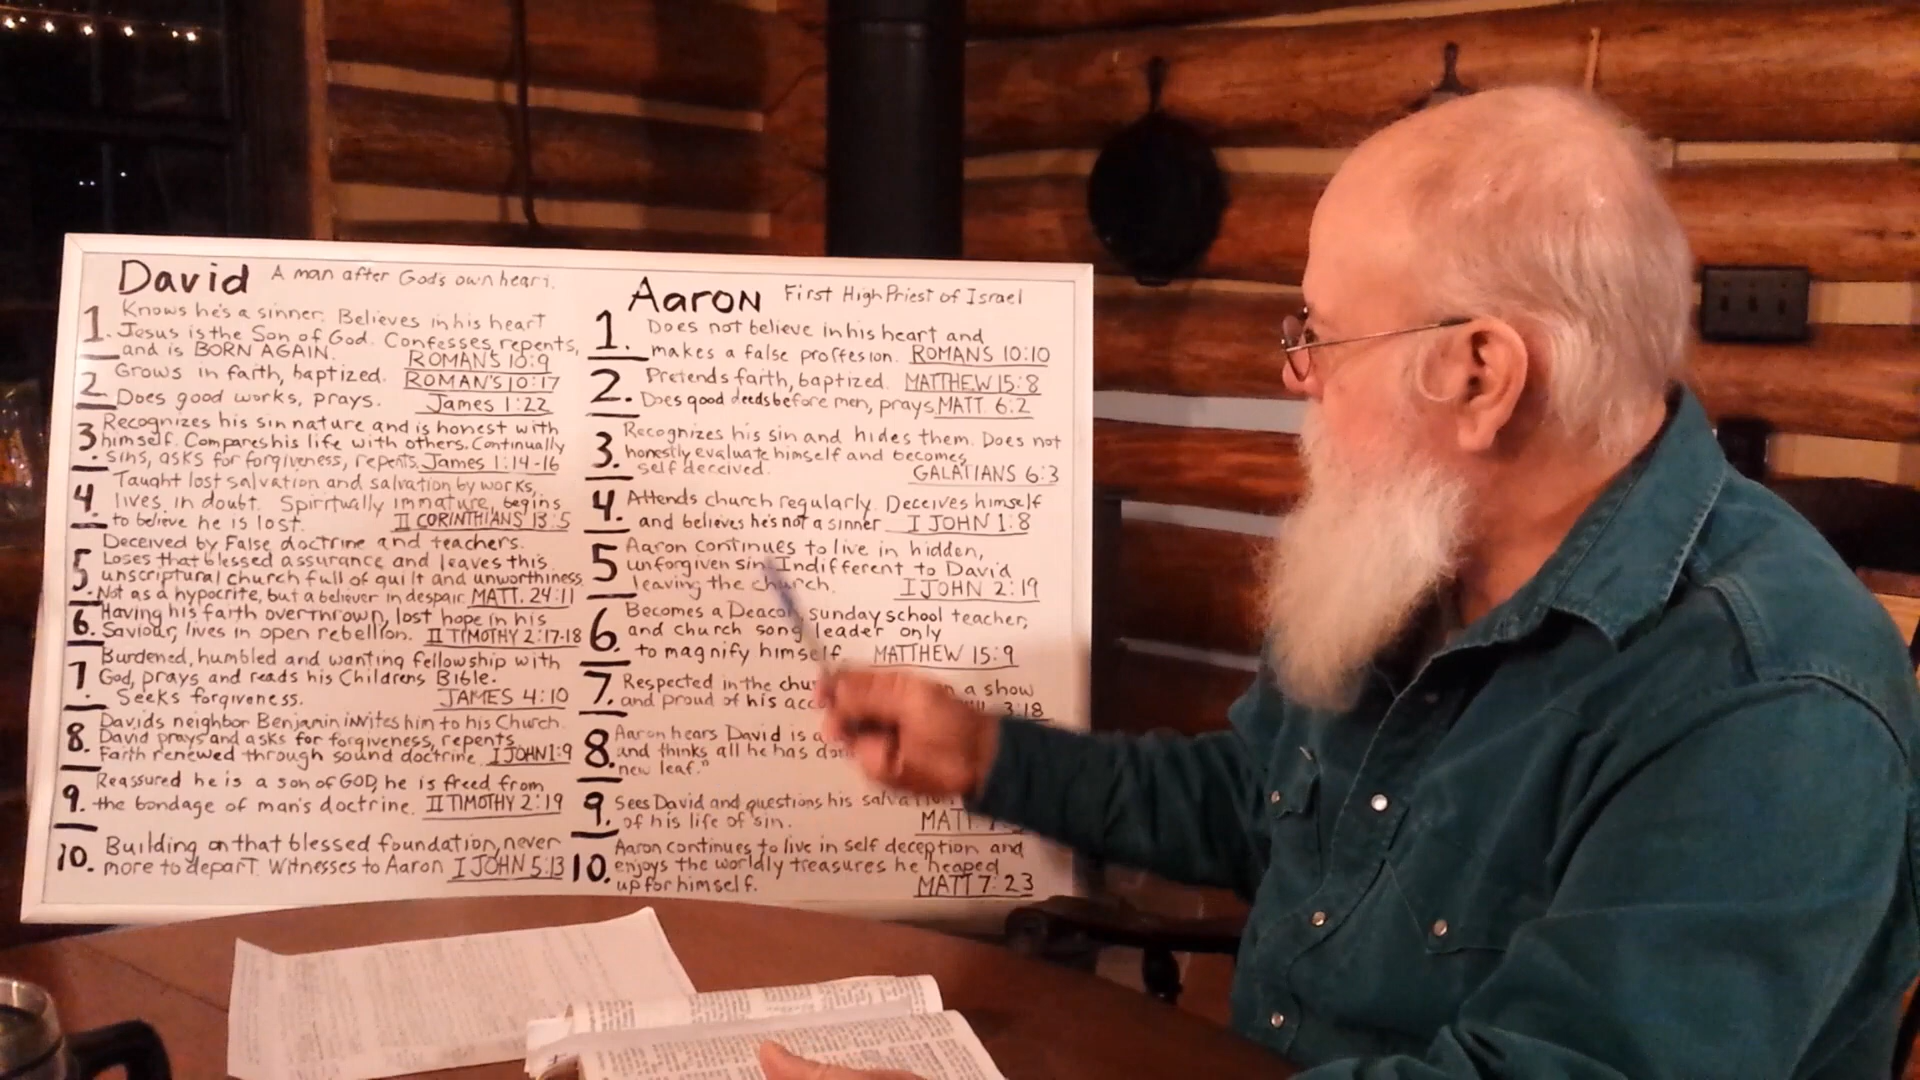 David A man after God's own heart.
1. Knows he's a sinner. Believes in his heart
Jesus is the Son of God. Confesses, repents,
and is BORN AGAIN. ROMANS 10:9
2 Grows in faith, baptized. ROMAN'S 10:17
Does good works, prays. James 1:22
3. Recognizes his sin nature and is honest with
himself. Compares his life with others. Continually
sins, asks for forgiveness, repents. James 1:14-16
4. Taught lost salvation and salvation by works,
lives in doubt. Spiritually immature, begins
to believe he is lost. II CORINTHIANS 13:5
5. Deceived by False doctrine and teachers.
Loses that blessed assurance and leaves this
unscriptural church full of guilt and unworthiness.
Not as a hypocrite, but a believer in despair. MATT. 24:11
6. Having his faith overthrown, lost hope in his
Saviour, lives in open rebellion. II TIMOTHY 2:17-18
7. Burdened, humbled and wanting fellowship with
God, prays and reads his Childrens Bible.
Seeks forgiveness. JAMES 4:10
8. Davids neighbor Benjamin invites him to his Church.
David prays and asks for forgiveness, repents.
Faith renewed through sound doctrine. I JOHN 1:9
9. Reassured he is a son of GOD, he is freed from
the bondage of man's doctrine. II TIMOTHY 2:19
10. Building on that blessed foundation, never
more to depart. Witnesses to Aaron I JOHN 5:13
Aaron First High Priest of Israel
1. Does not believe in his heart and
makes a false proffesion. ROMANS 10:10
2. Pretends faith, baptized. MATTHEW 15:8
Does good deeds before men, prays. MATT. 6:2
3. Recognizes his sin and hides them. Does not
honestly evaluate himself and becomes
self deceived. GALATIANS 6:3
4. Attends church regularly. Deceives himself
and believes he's not a sinner I JOHN 1:8
5 Aaron continues to live in hidden,
unforgiven sin. Indifferent to David
leaving the church. I JOHN 2:19
6. Becomes a Deacon, sunday school teacher,
and church song leader only
to magnify himself. MATTHEW 15:9
7. Respected in the a show
and proud of his 3:18
8. Aaron hears David is a
and thinks all he has
new leaf."
9. Sees David and questions his
of his life of sin. MATT.
10. Aaron continues to live in self deception and
enjoys the worldly treasures he heaped
up for himself. MATT 7:23